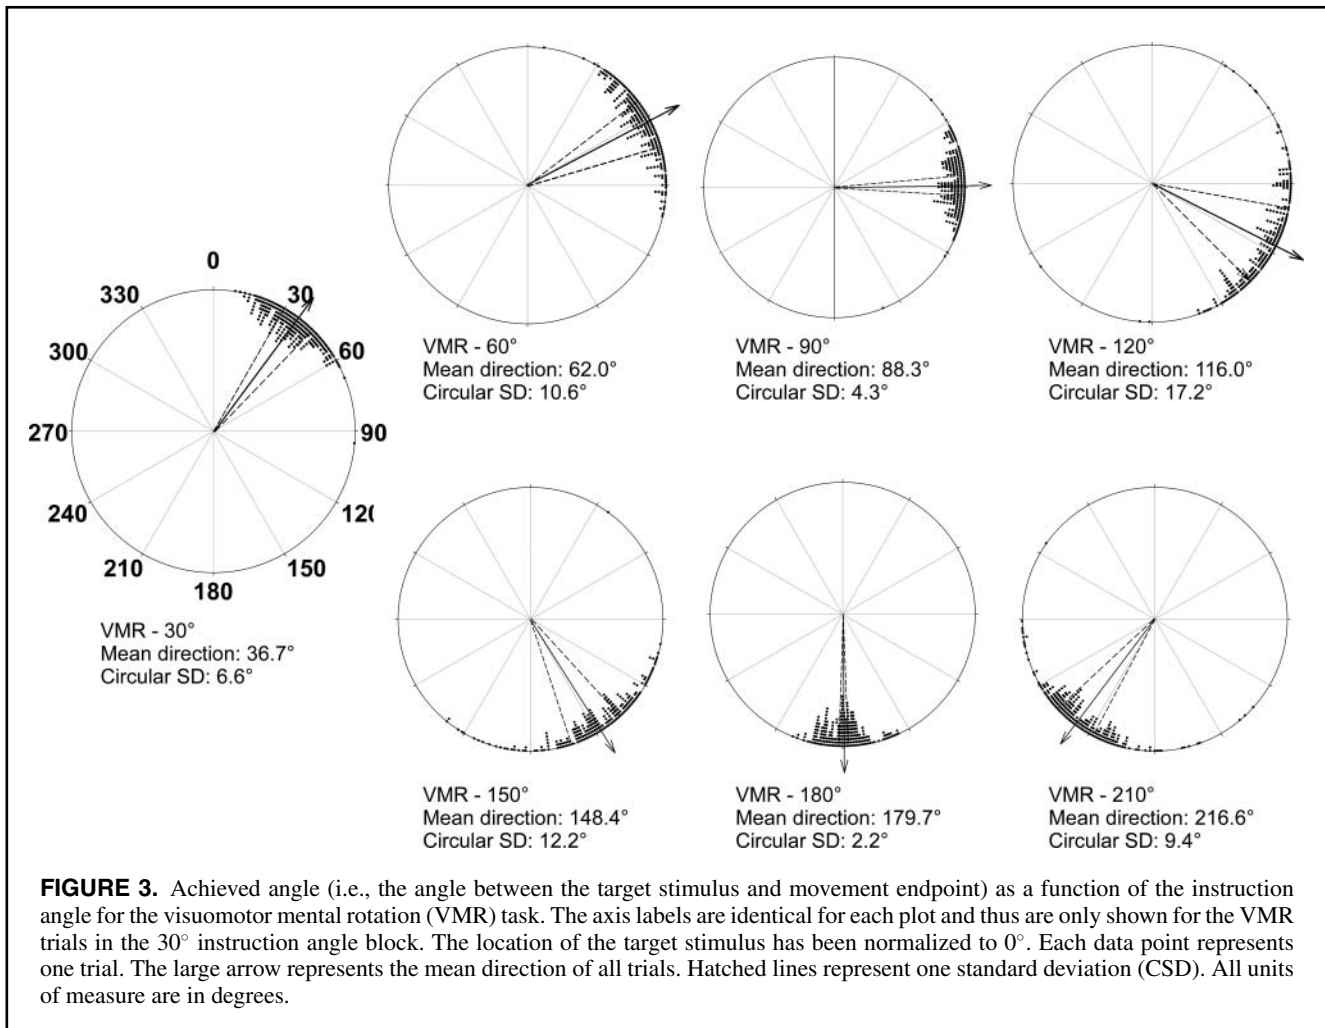 0
30
60
90
12(
150
180
210
240
270
300
330
VMR - 30°
Mean direction: 36.7°
Circular SD: 6.6°
VMR - 60°
Mean direction: 62.0°
Circular SD: 10.6°
VMR - 90°
Mean direction: 88.3°
Circular SD: 4.3°
VMR - 120°
Mean direction: 116.0°
Circular SD: 17.2°
VMR - 150°
Mean direction: 148.4°
Circular SD: 12.2°
VMR - 180°
Mean direction: 179.7°
Circular SD: 2.2°
VMR - 210°
Mean direction: 216.6°
Circular SD: 9.4°
FIGURE 3. Achieved angle (i.e., the angle between the target stimulus and movement endpoint) as a function of the instruction
angle for the visuomotor mental rotation (VMR) task. The axis labels are identical for each plot and thus are only shown for the VMR
trials in the 30° instruction angle block. The location of the target stimulus has been normalized to 0°. Each data point represents
one trial. The large arrow represents the mean direction of all trials. Hatched lines represent one standard deviation (CSD). All units
of measure are in degrees.